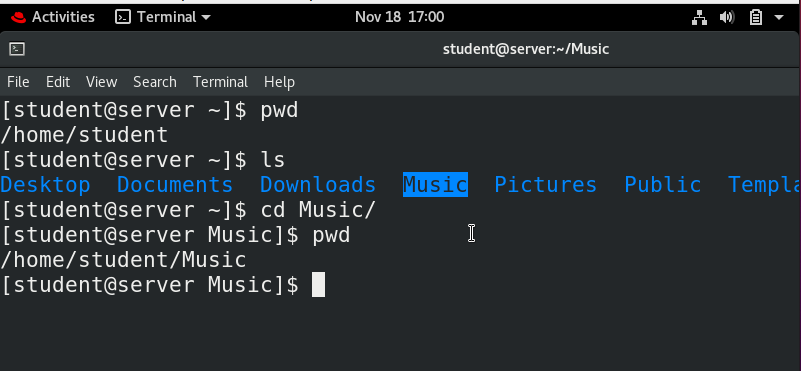 Activities Terminal Nov 18 17:00
student@server:~/Music
File Edit View Search Terminal Help
[student@server ~]$ pwd
/home/student
[student@server ~]$ ls
Desktop Documents Downloads Music Pictures Public Templa
[student@server ~]$ cd Music/
[student@server Music]$ pwd
/home/student/Music
[student@server Music]$